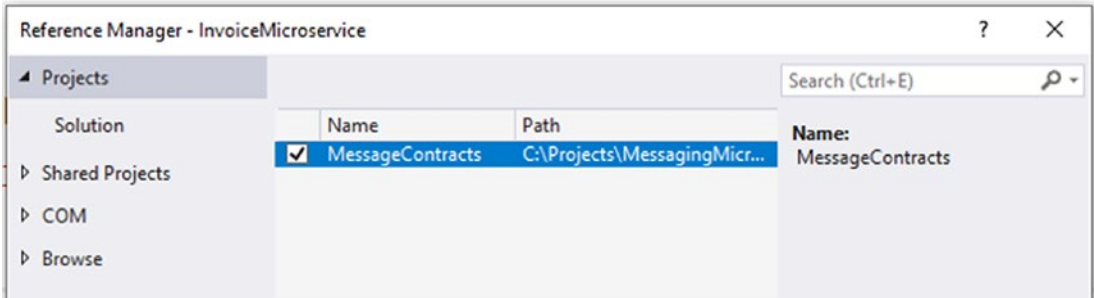 Reference Manager - InvoiceMicroservice ?
Projects
Search (Ctrl+E)
Solution
Name Path
Name:
MessageContracts C:\Projects\MessagingMicr...
MessageContracts
Shared Projects
COM
Browse